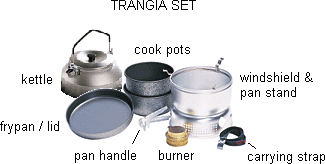 TRANGIA SET
cook pots
kettle
windshield &
pan stand
frypan / lid
pan handle
burner
carrying strap